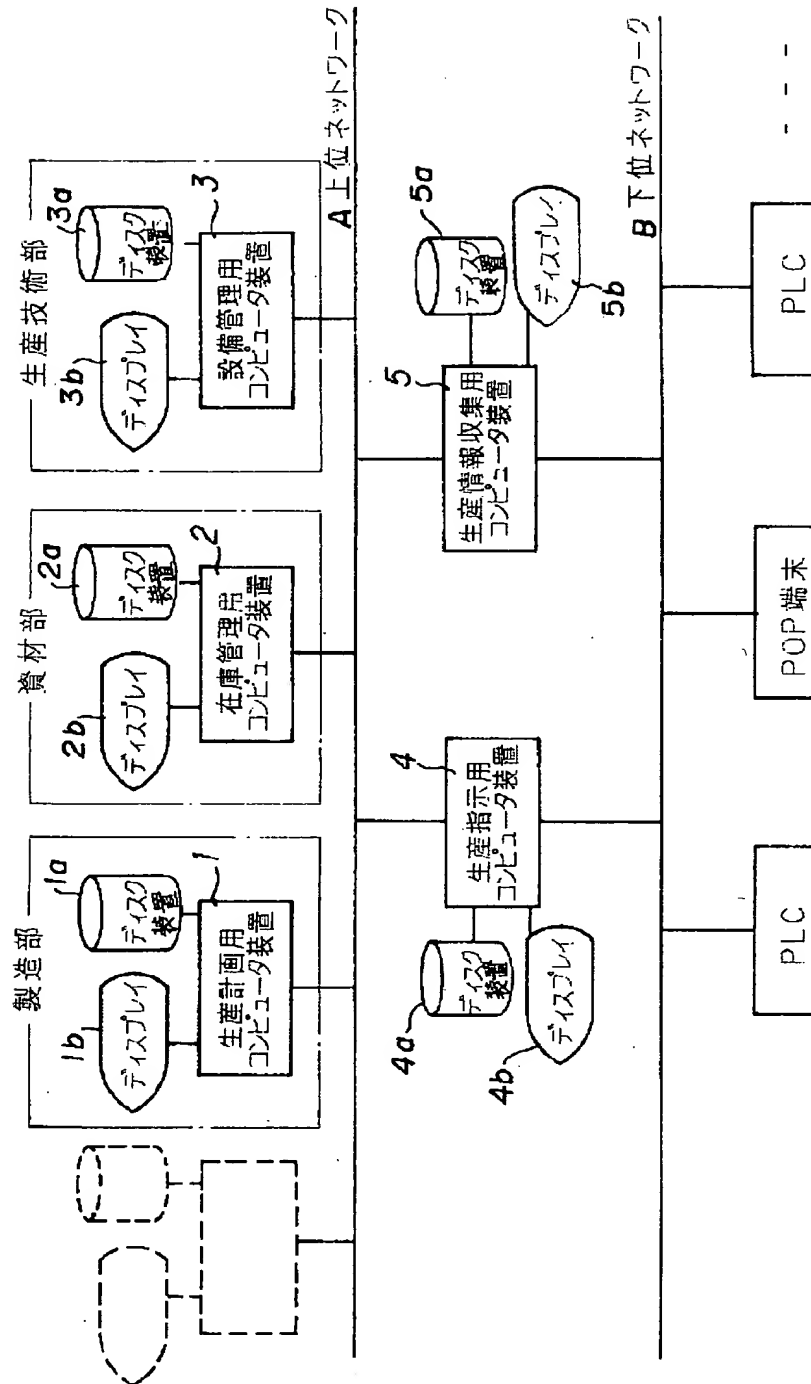 製造部
1a
ディスク
装置
1b
ディスプレイ
1
生産計画用
コンピュータ装置
資材部
2a
ディスク
装置
2b
ディスプレイ
2
在庫管理用
コンピュータ装置
生産技術部
3a
ディスク
装置
3b
ディスプレイ
3
設備管理用
コンピュータ装置
A 上位ネットワーク
4
生産指示用
コンピュータ装置
4a
ディスク
装置
4b
ディスプレイ
5
生産情報収集用
コンピュータ装置
5a
ディスク
装置
5b
ディスプレイ
B 下位ネットワーク
PLC
POP端末
PLC
- - -